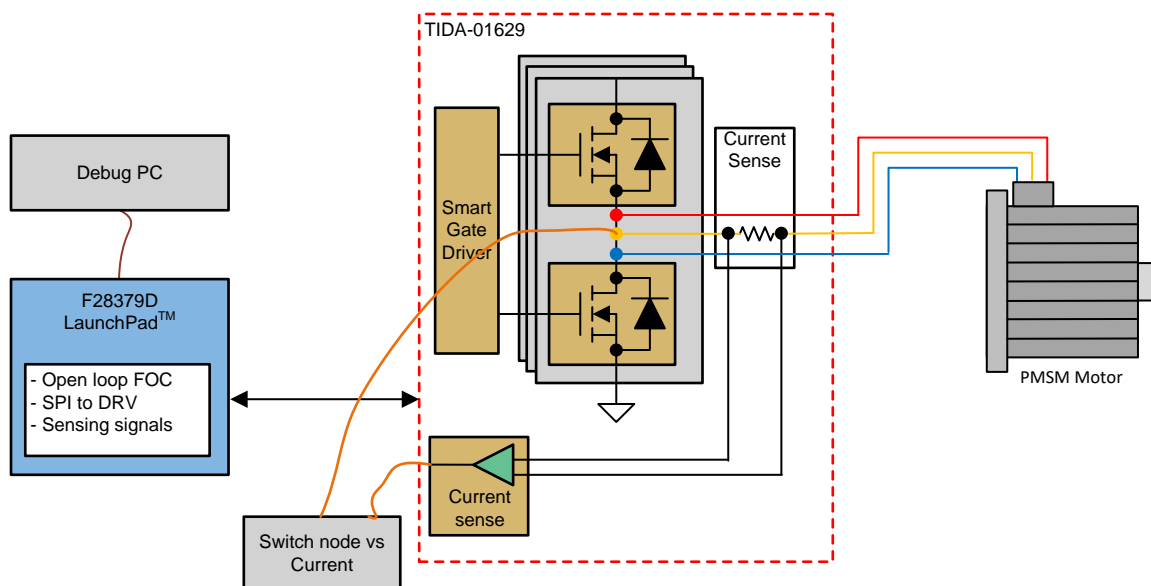 TIDA-01629
Debug PC
F28379D
LaunchPad™
- Open loop FOC
- SPI to DRV
- Sensing signals
Smart
Gate
Driver
Current
Sense
PMSM Motor
Current
sense
Switch node vs
Current